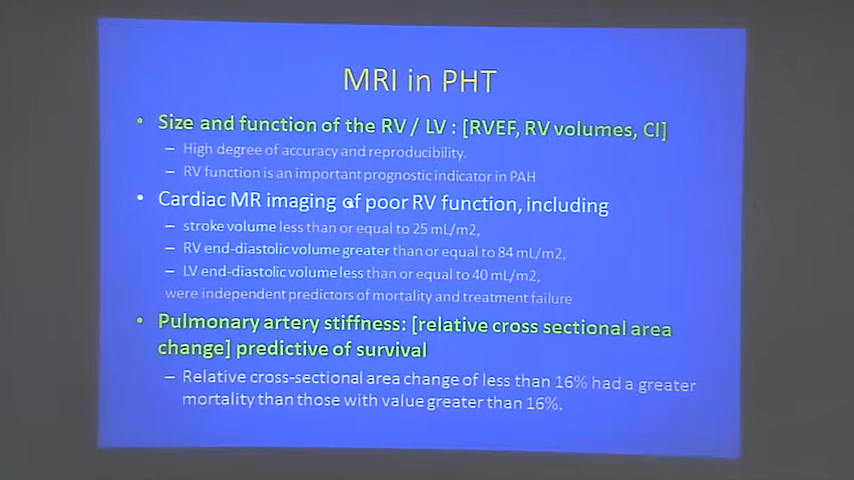 MRI in PHT
• Size and function of the RV / LV : [RVEF, RV volumes, CI]
– High degree of accuracy and reproducibility.
– RV function is an important prognostic indicator in PAH
• Cardiac MR imaging of poor RV function, including
– stroke volume less than or equal to 25 mL/m2,
– RV end-diastolic volume greater than or equal to 84 mL/m2,
– LV end-diastolic volume less than or equal to 40 mL/m2,
were independent predictors of mortality and treatment failure
• Pulmonary artery stiffness: [relative cross sectional area
change] predictive of survival
– Relative cross-sectional area change of less than 16% had a greater
mortality than those with value greater than 16%.